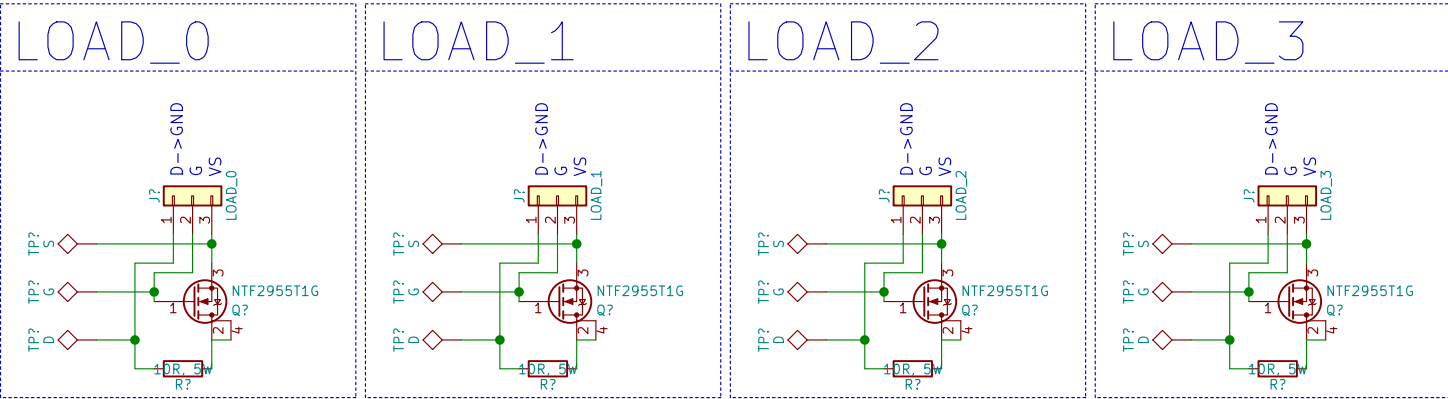 LOAD_0
D->GND
G
VS
J?
LOAD_0
1
2
3
TP?
S
3
TP?
G
1
NTF2955T1G
Q?
TP?
D
2
4
10R, 5w
R?
LOAD_1
D->GND
G
VS
J?
LOAD_1
1
2
3
TP?
S
3
TP?
G
1
NTF2955T1G
Q?
TP?
D
2
4
10R, 5w
R?
LOAD_2
D->GND
G
VS
J?
LOAD_2
1
2
3
TP?
S
3
TP?
G
1
NTF2955T1G
Q?
TP?
D
2
4
10R, 5w
R?
LOAD_3
D->GND
G
VS
J?
LOAD_3
1
2
3
TP?
S
3
TP?
G
1
NTF2955T1G
Q?
TP?
D
2
4
10R, 5w
R?